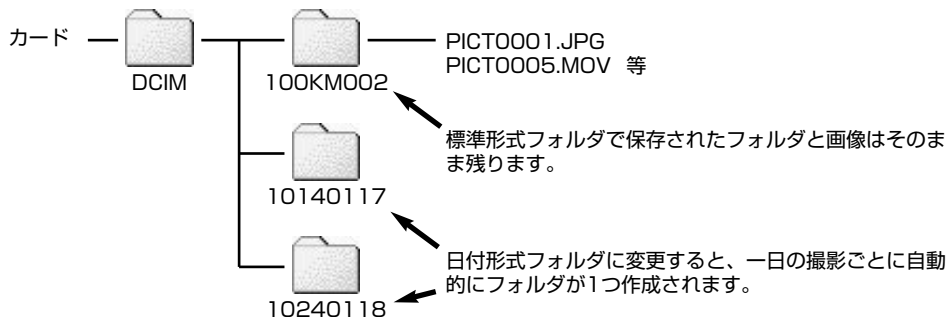 カード
DCIM
100KM002
PICT0001.JPG
PICT0005.MOV 等
標準形式フォルダで保存されたフォルダと画像はそのま
ま残ります。
10140117
日付形式フォルダに変更すると、一日の撮影ごとに自動
的にフォルダが1つ作成されます。
10240118